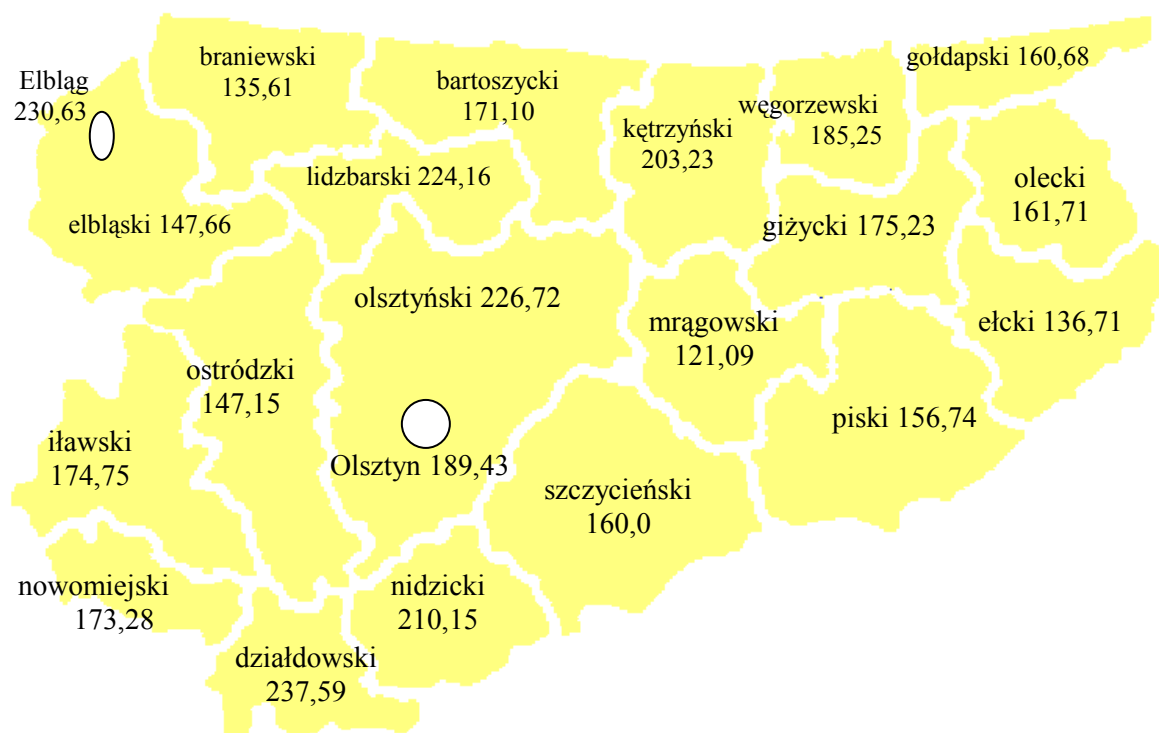 braniewski
135,61
Elbląg
230,63
bartoszycki
171,10
gołdapski 160,68
węgorzewski
185,25
kętrzyński
203,23
lidzbarski 224,16
olecki
161,71
elbląski 147,66
giżycki 175,23
olsztyński 226,72
mrągowski
121,09
ełcki 136,71
ostródzki
147,15
piski 156,74
iławski
174,75
Olsztyn 189,43
szczycieński
160,0
nowomiejski
173,28
nidzicki
210,15
działdowski
237,59